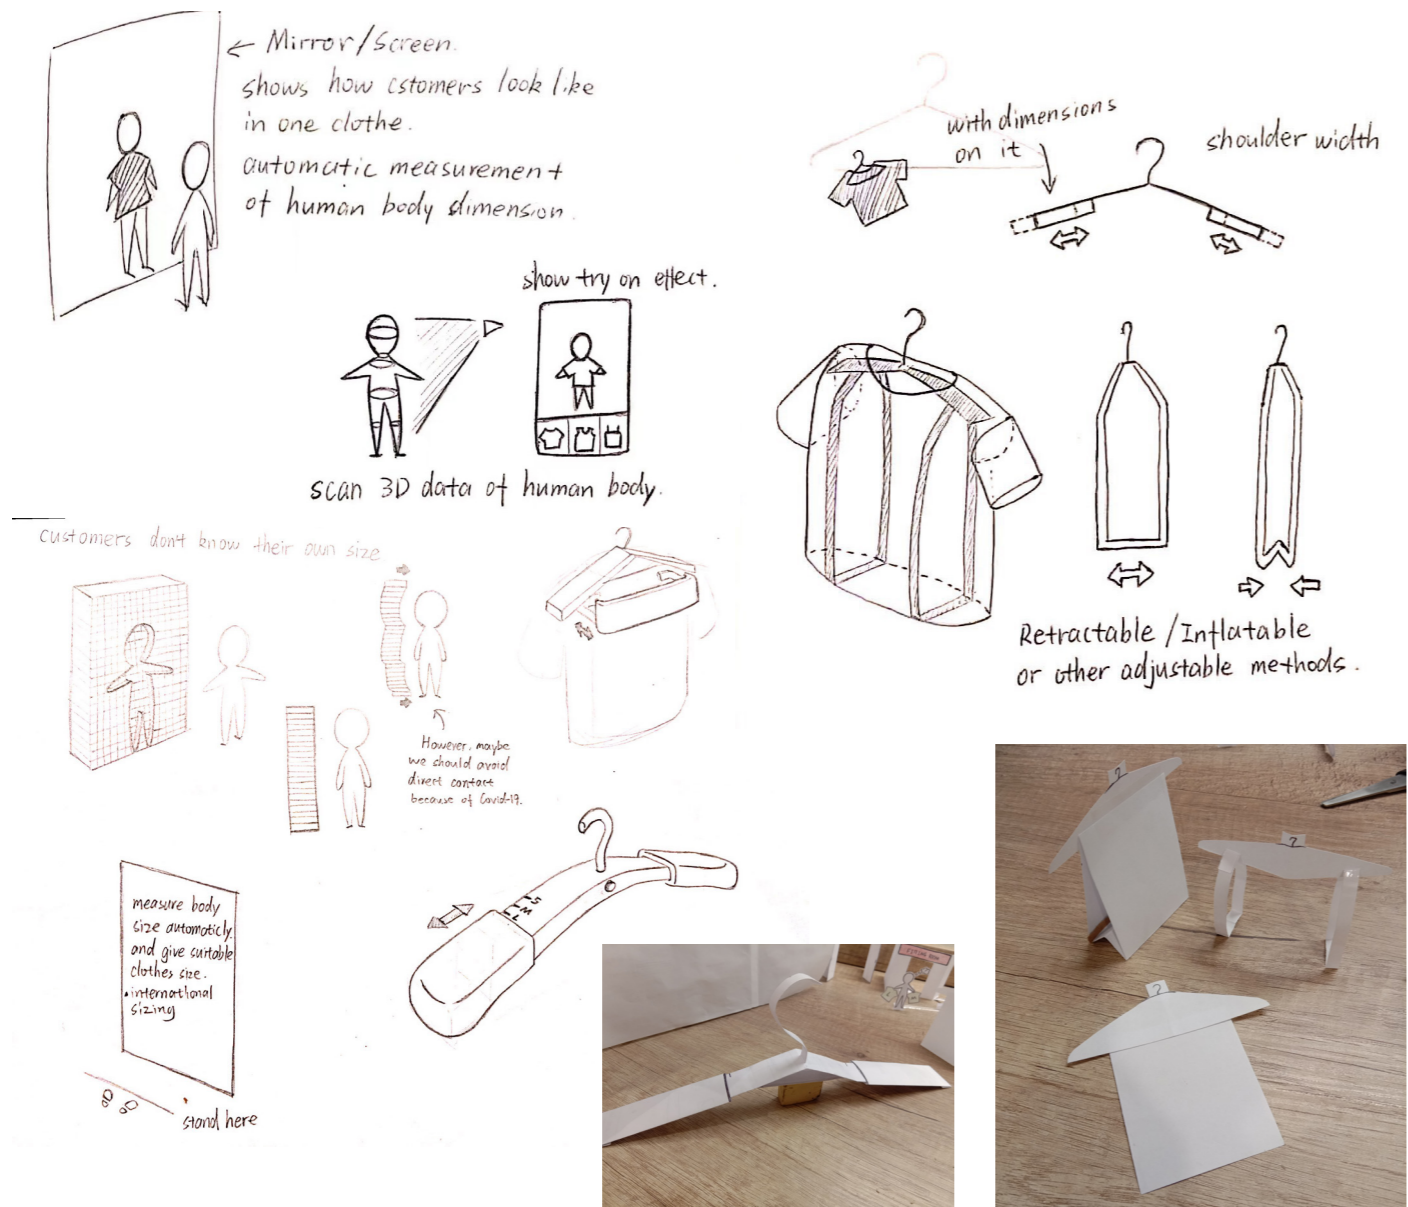 ← Mirror/Screen.
shows how cstomers look like
in one clothe.
automatic measurement
of human body dimension.
with dimensions
on it
shoulder width
show try on effect.
scan 3D data of human body.
Retractable / Inflatable
or other adjustable methods.
customers don't know their own size
However, maybe
we should avoid
direct contact
because of Covid-19.
measure body
size automaticly.
and give suitable
clothes size.
• international
sizing
stand here
S
M
L
FITTING ROOM
?
?
?